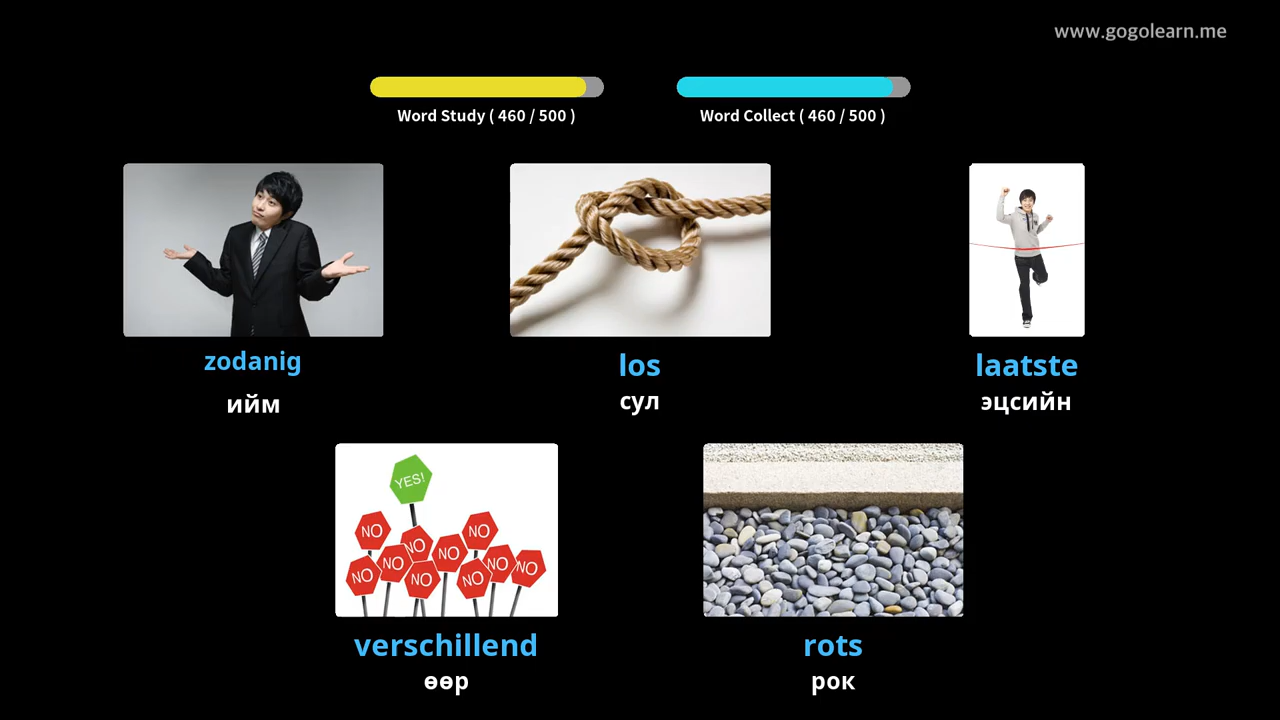 www.gogolearn.me
Word Study ( 460 / 500 )
Word Collect ( 460 / 500 )
zodanig
ийм
los
сул
laatste
эцсийн
YES!
NO
NO
NO
NO
NO
NO
NO
NO
NO
NO
verschillend
өөр
rots
рок